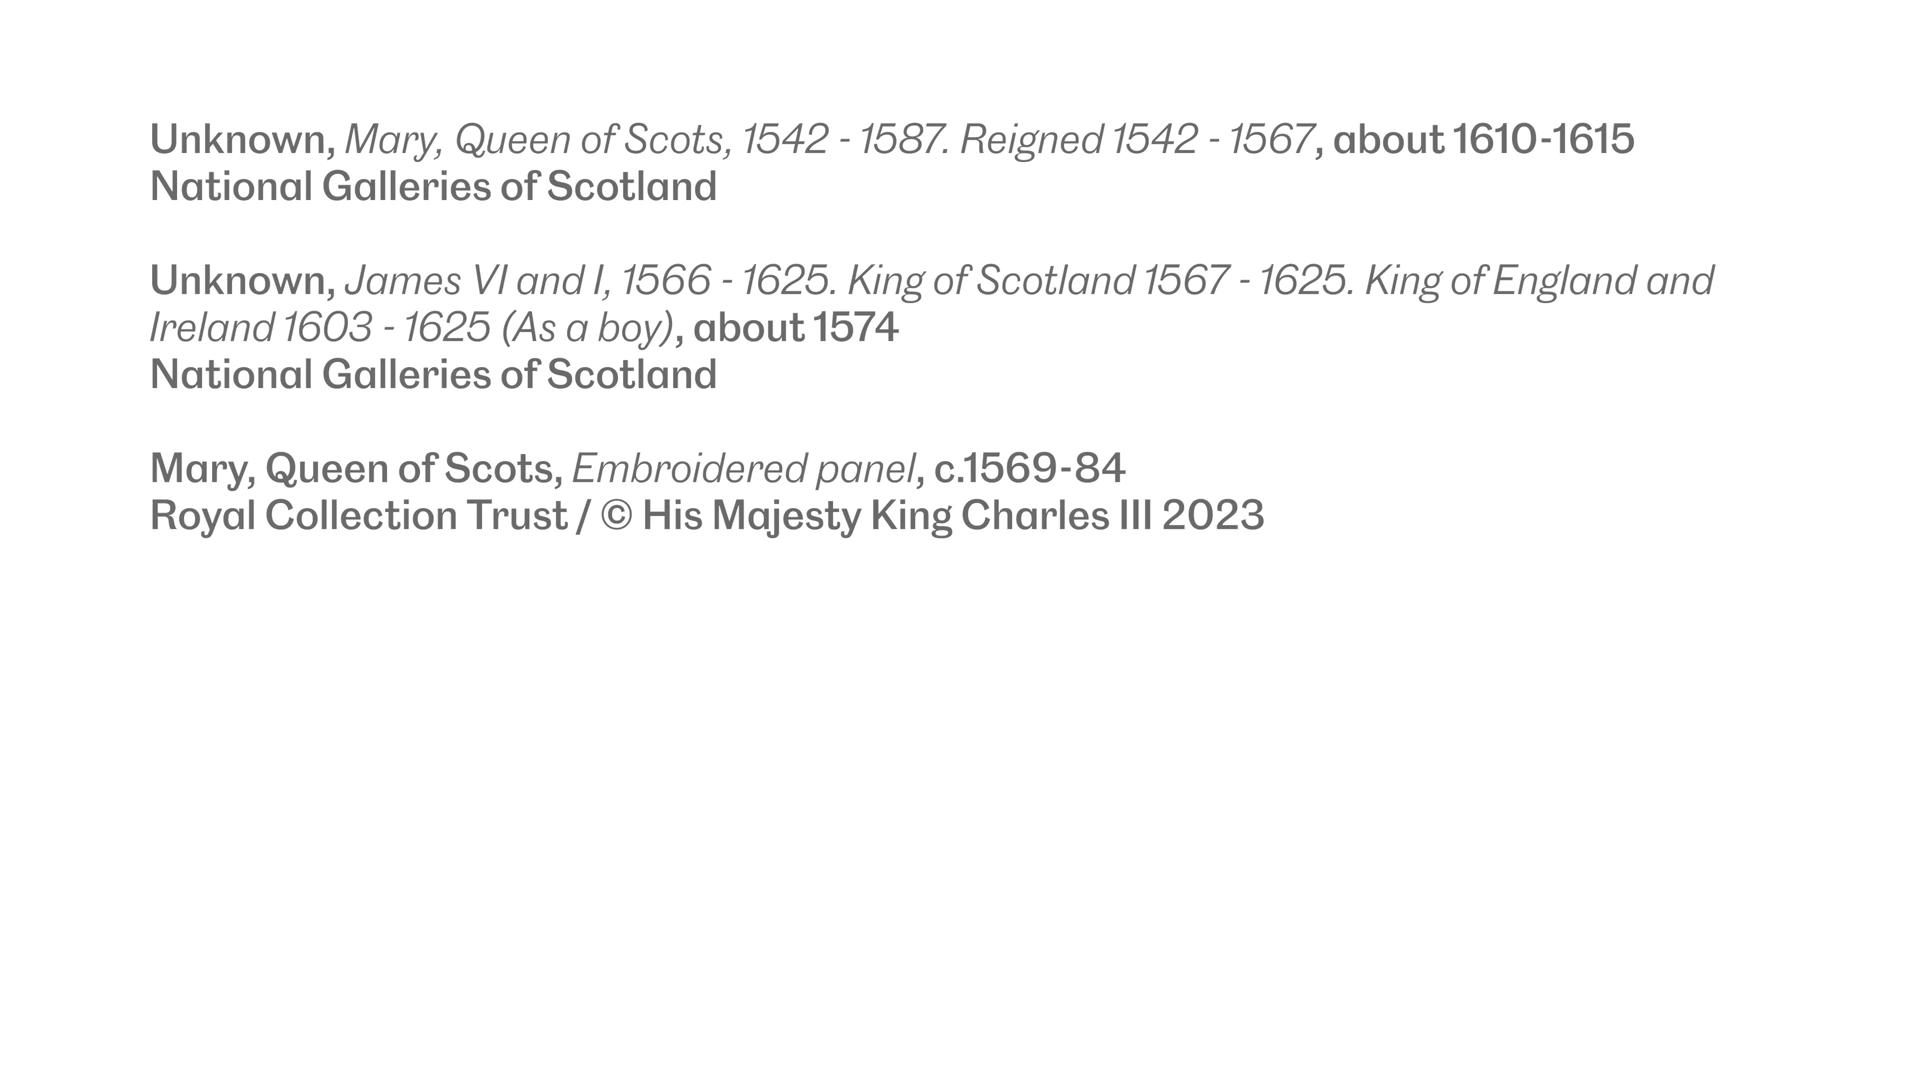 Unknown, Mary, Queen of Scots, 1542 - 1587. Reigned 1542 - 1567, about 1610-1615
National Galleries of Scotland
Unknown, James VI and I, 1566 - 1625. King of Scotland 1567 - 1625. King of England and
Ireland 1603 - 1625 (As a boy), about 1574
National Galleries of Scotland
Mary, Queen of Scots, Embroidered panel, c.1569-84
Royal Collection Trust / © His Majesty King Charles III 2023